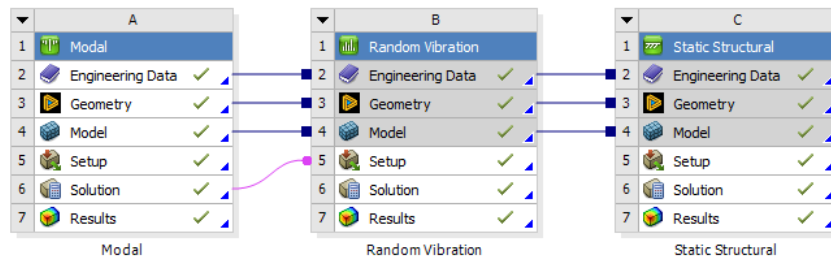 A B C
1 Modal 1 Random Vibration 1 Static Structural
2 Engineering Data 2 Engineering Data 2 Engineering Data
3 Geometry 3 Geometry 3 Geometry
4 Model 4 Model 4 Model
5 Setup 5 Setup 5 Setup
6 Solution 6 Solution 6 Solution
7 Results 7 Results 7 Results
Modal Random Vibration Static Structural